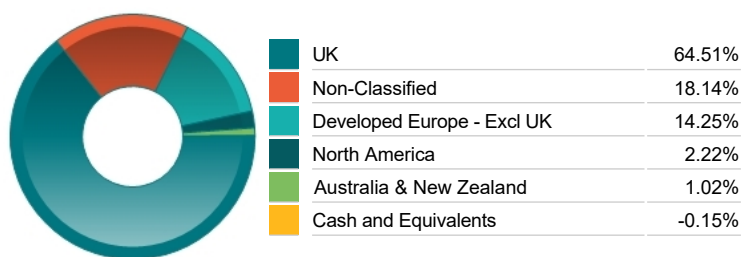 UK 64.51%
Non-Classified 18.14%
Developed Europe - Excl UK 14.25%
North America 2.22%
Australia & New Zealand 1.02%
Cash and Equivalents -0.15%